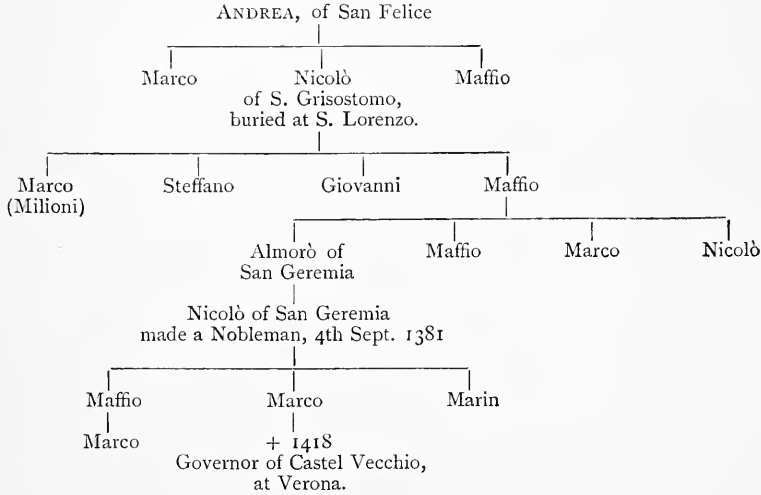 ANDREA, of San Felice
Marco Nicolò Maffio
of S. Grisostomo,
buried at S. Lorenzo.
Marco Steffano Giovanni Maffio
(Milioni)
Almorò of Maffio Marco Nicolò
San Geremia
Nicolò of San Geremia
made a Nobleman, 4th Sept. 1381
Maffio Marco Marin
Marco + 1418
Governor of Castel Vecchio,
at Verona.